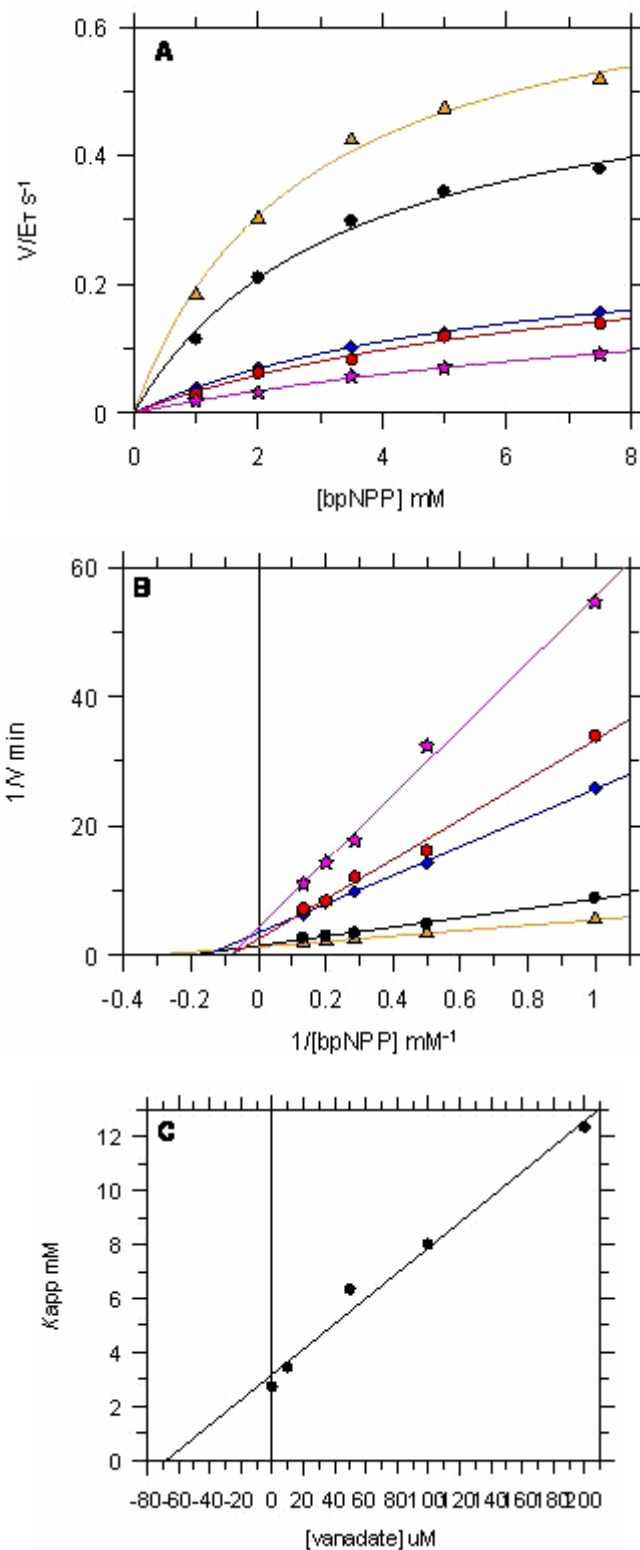 A
0.6
0.4
0.2
0
V/ET s-1
0 2 4 6 8
[bpNPP] mM
B
60
40
20
0
1/V min
-0.4 -0.2 0 0.2 0.4 0.6 0.8 1
1/[bpNPP] mM-1
C
12
10
8
6
4
2
0
Kapp mM
-80-60-40-20 0 20 40 60 80100120140160180200
[vanadate] uM